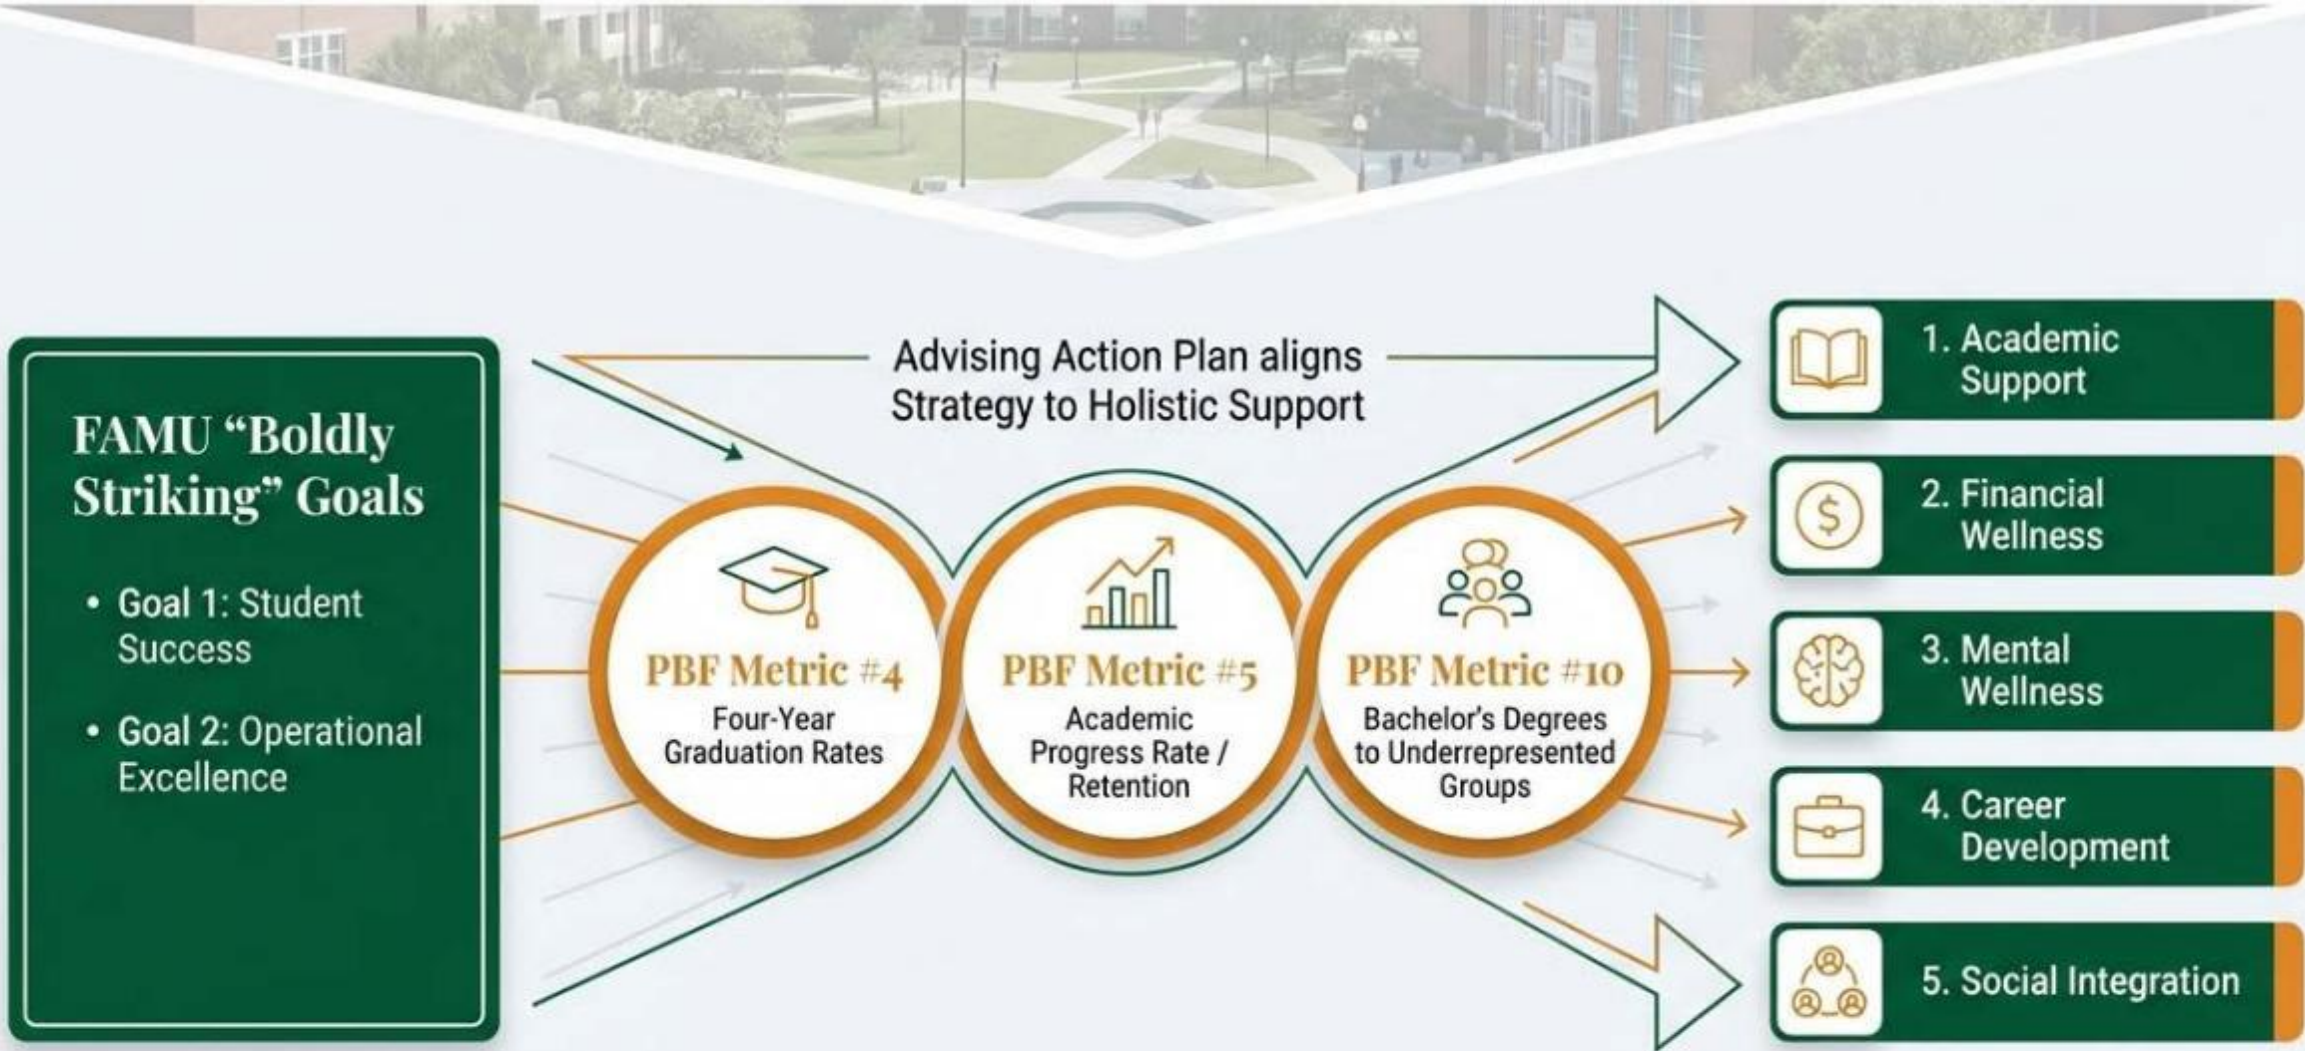 FAMU “Boldly
Striking” Goals
• Goal 1: Student
Success
• Goal 2: Operational
Excellence
Advising Action Plan aligns
Strategy to Holistic Support
PBF Metric #4
Four-Year
Graduation Rates
PBF Metric #5
Academic
Progress Rate /
Retention
PBF Metric #10
Bachelor's Degrees
to Underrepresented
Groups
1. Academic
Support
2. Financial
Wellness
3. Mental
Wellness
4. Career
Development
5. Social Integration